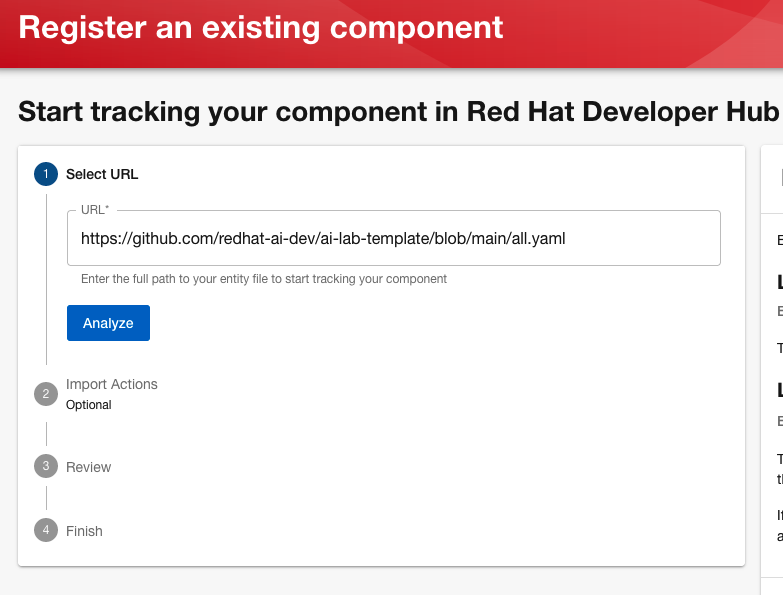 Register an existing component
Start tracking your component in Red Hat Developer Hub
1 Select URL
URL*
https://github.com/redhat-ai-dev/ai-lab-template/blob/main/all.yaml
Enter the full path to your entity file to start tracking your component
Analyze
2 Import Actions
Optional
3 Review
4 Finish